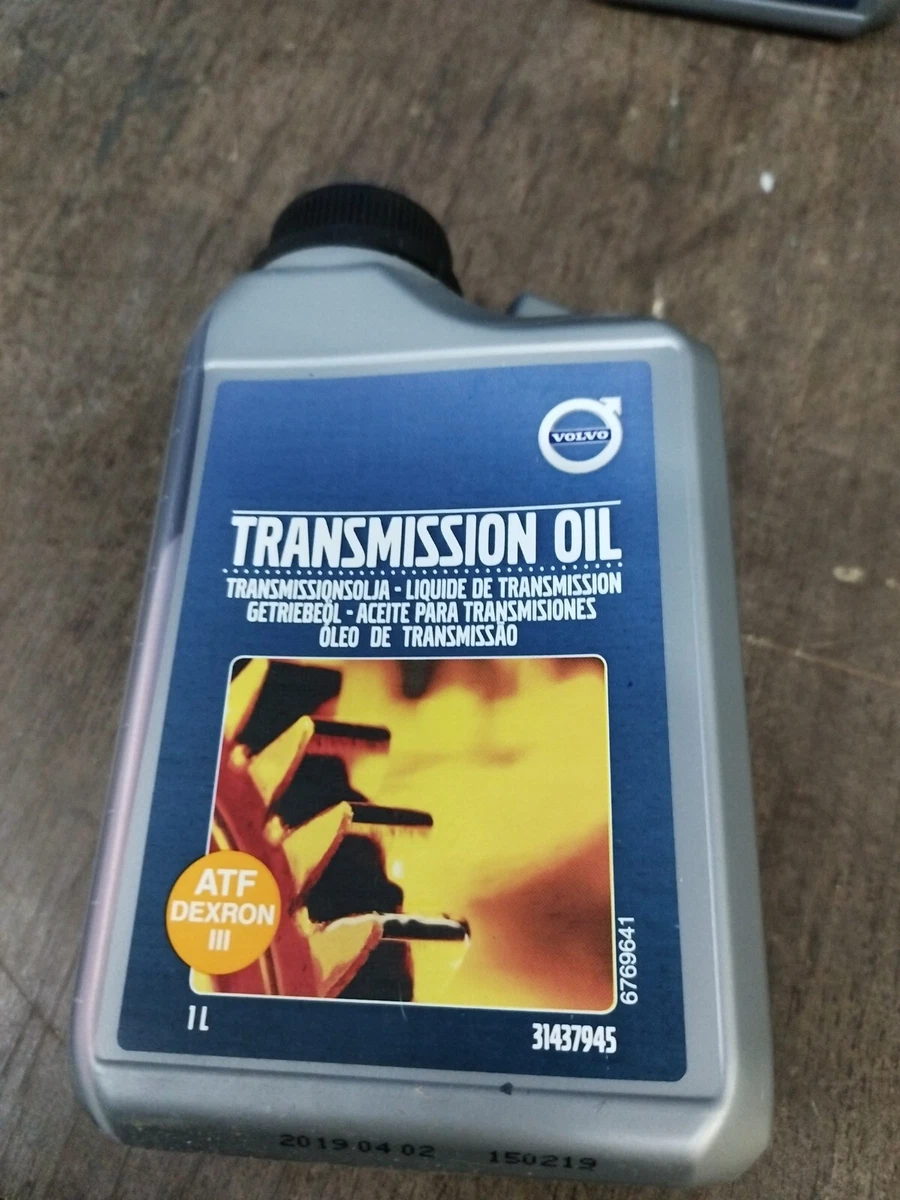 VOLVO
TRANSMISSION OIL
TRANSMISSIONSOLJA - LIQUIDE DE TRANSMISSION
GETRIEBEÖL - ACEITE PARA TRANSMISIONES
ÓLEO DE TRANSMISSÃO
ATF
DEXRON
III
6769641
1 L
31437945
2019 04 02 150219